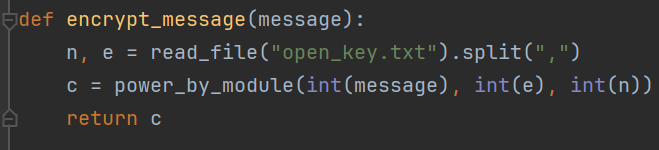 def encrypt_message(message):
    n, e = read_file("open_key.txt").split(",")
    c = power_by_module(int(message), int(e), int(n))
    return c